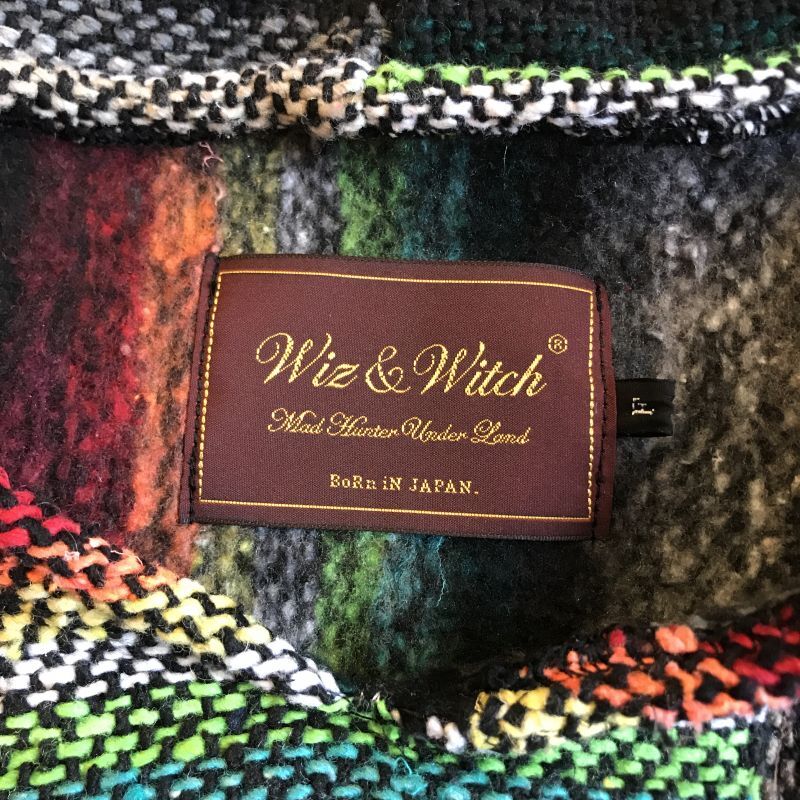 Wiz & Witch ®
Mad Hunter Under Land
BoRn iN JAPAN.
F